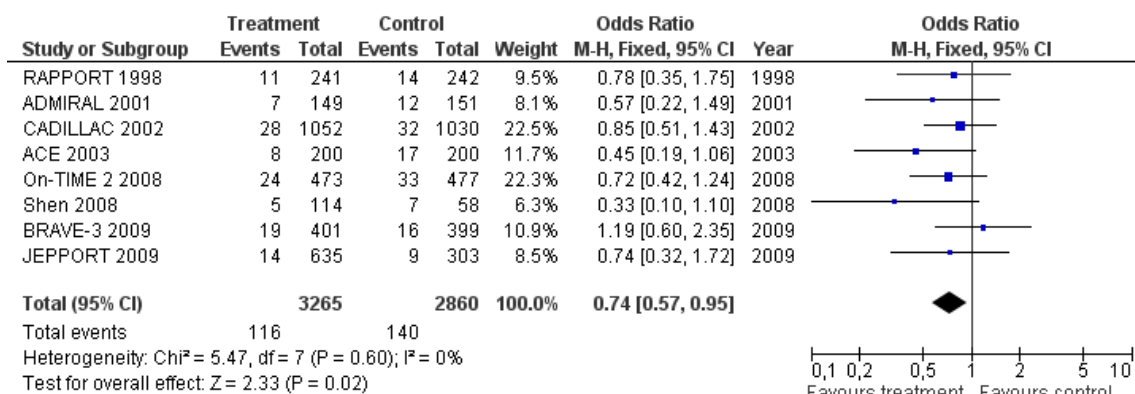 Treatment Control Odds Ratio Odds Ratio
Study or Subgroup Events Total Events Total Weight M-H, Fixed, 95% CI Year M-H, Fixed, 95% CI
RAPPORT 1998 11 241 14 242 9.5% 0.78 [0.35, 1.75] 1998
ADMIRAL 2001 7 149 12 151 8.1% 0.57 [0.22, 1.49] 2001
CADILLAC 2002 28 1052 32 1030 22.5% 0.85 [0.51, 1.43] 2002
ACE 2003 8 200 17 200 11.7% 0.45 [0.19, 1.06] 2003
On-TIME 2 2008 24 473 33 477 22.3% 0.72 [0.42, 1.24] 2008
Shen 2008 5 114 7 58 6.3% 0.33 [0.10, 1.10] 2008
BRAVE-3 2009 19 401 16 399 10.9% 1.19 [0.60, 2.35] 2009
JEPPORT 2009 14 635 9 303 8.5% 0.74 [0.32, 1.72] 2009
Total (95% CI) 3265 2860 100.0% 0.74 [0.57, 0.95]
Total events 116 140
Heterogeneity: Chi² = 5.47, df = 7 (P = 0.60); I² = 0%
Test for overall effect: Z = 2.33 (P = 0.02)
0,1 0,2 0,5 1 2 5 10
Favours treatment Favours control